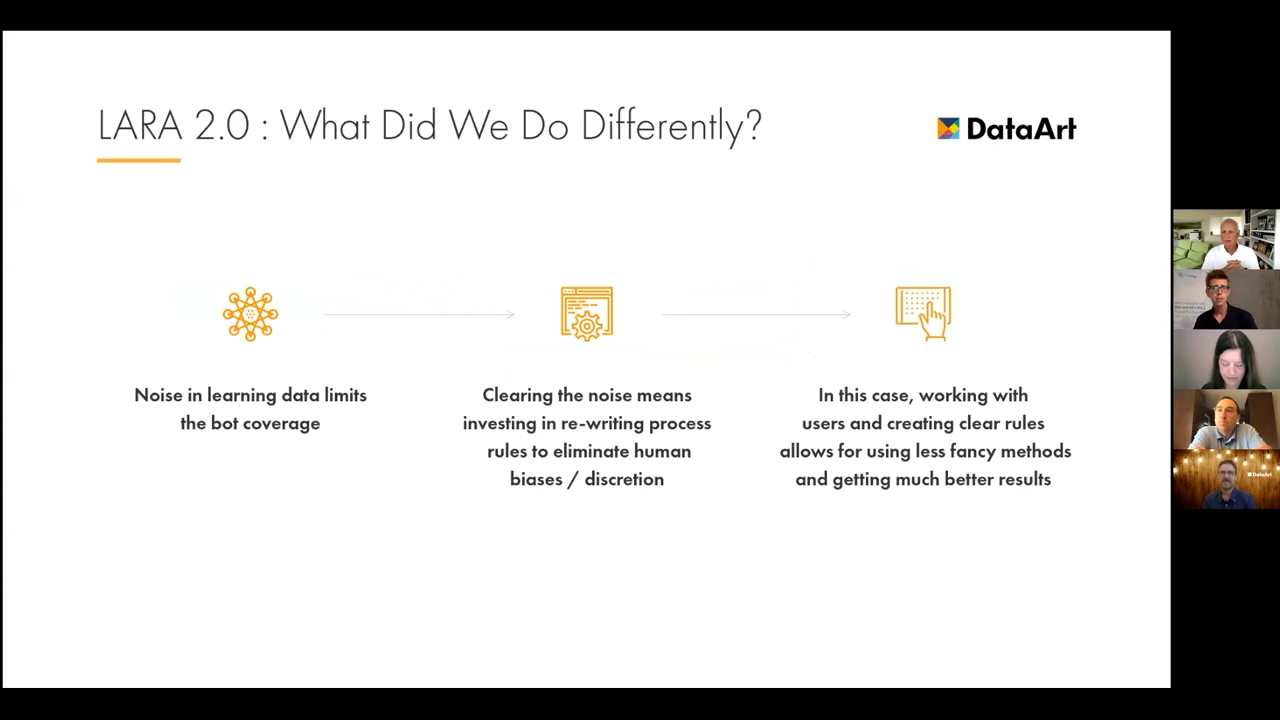 LARA 2.0 : What Did We Do Differently?
DataArt
Noise in learning data limits
the bot coverage
Clearing the noise means
investing in re-writing process
rules to eliminate human
biases / discretion
In this case, working with
users and creating clear rules
allows for using less fancy methods
and getting much better results
DataArt